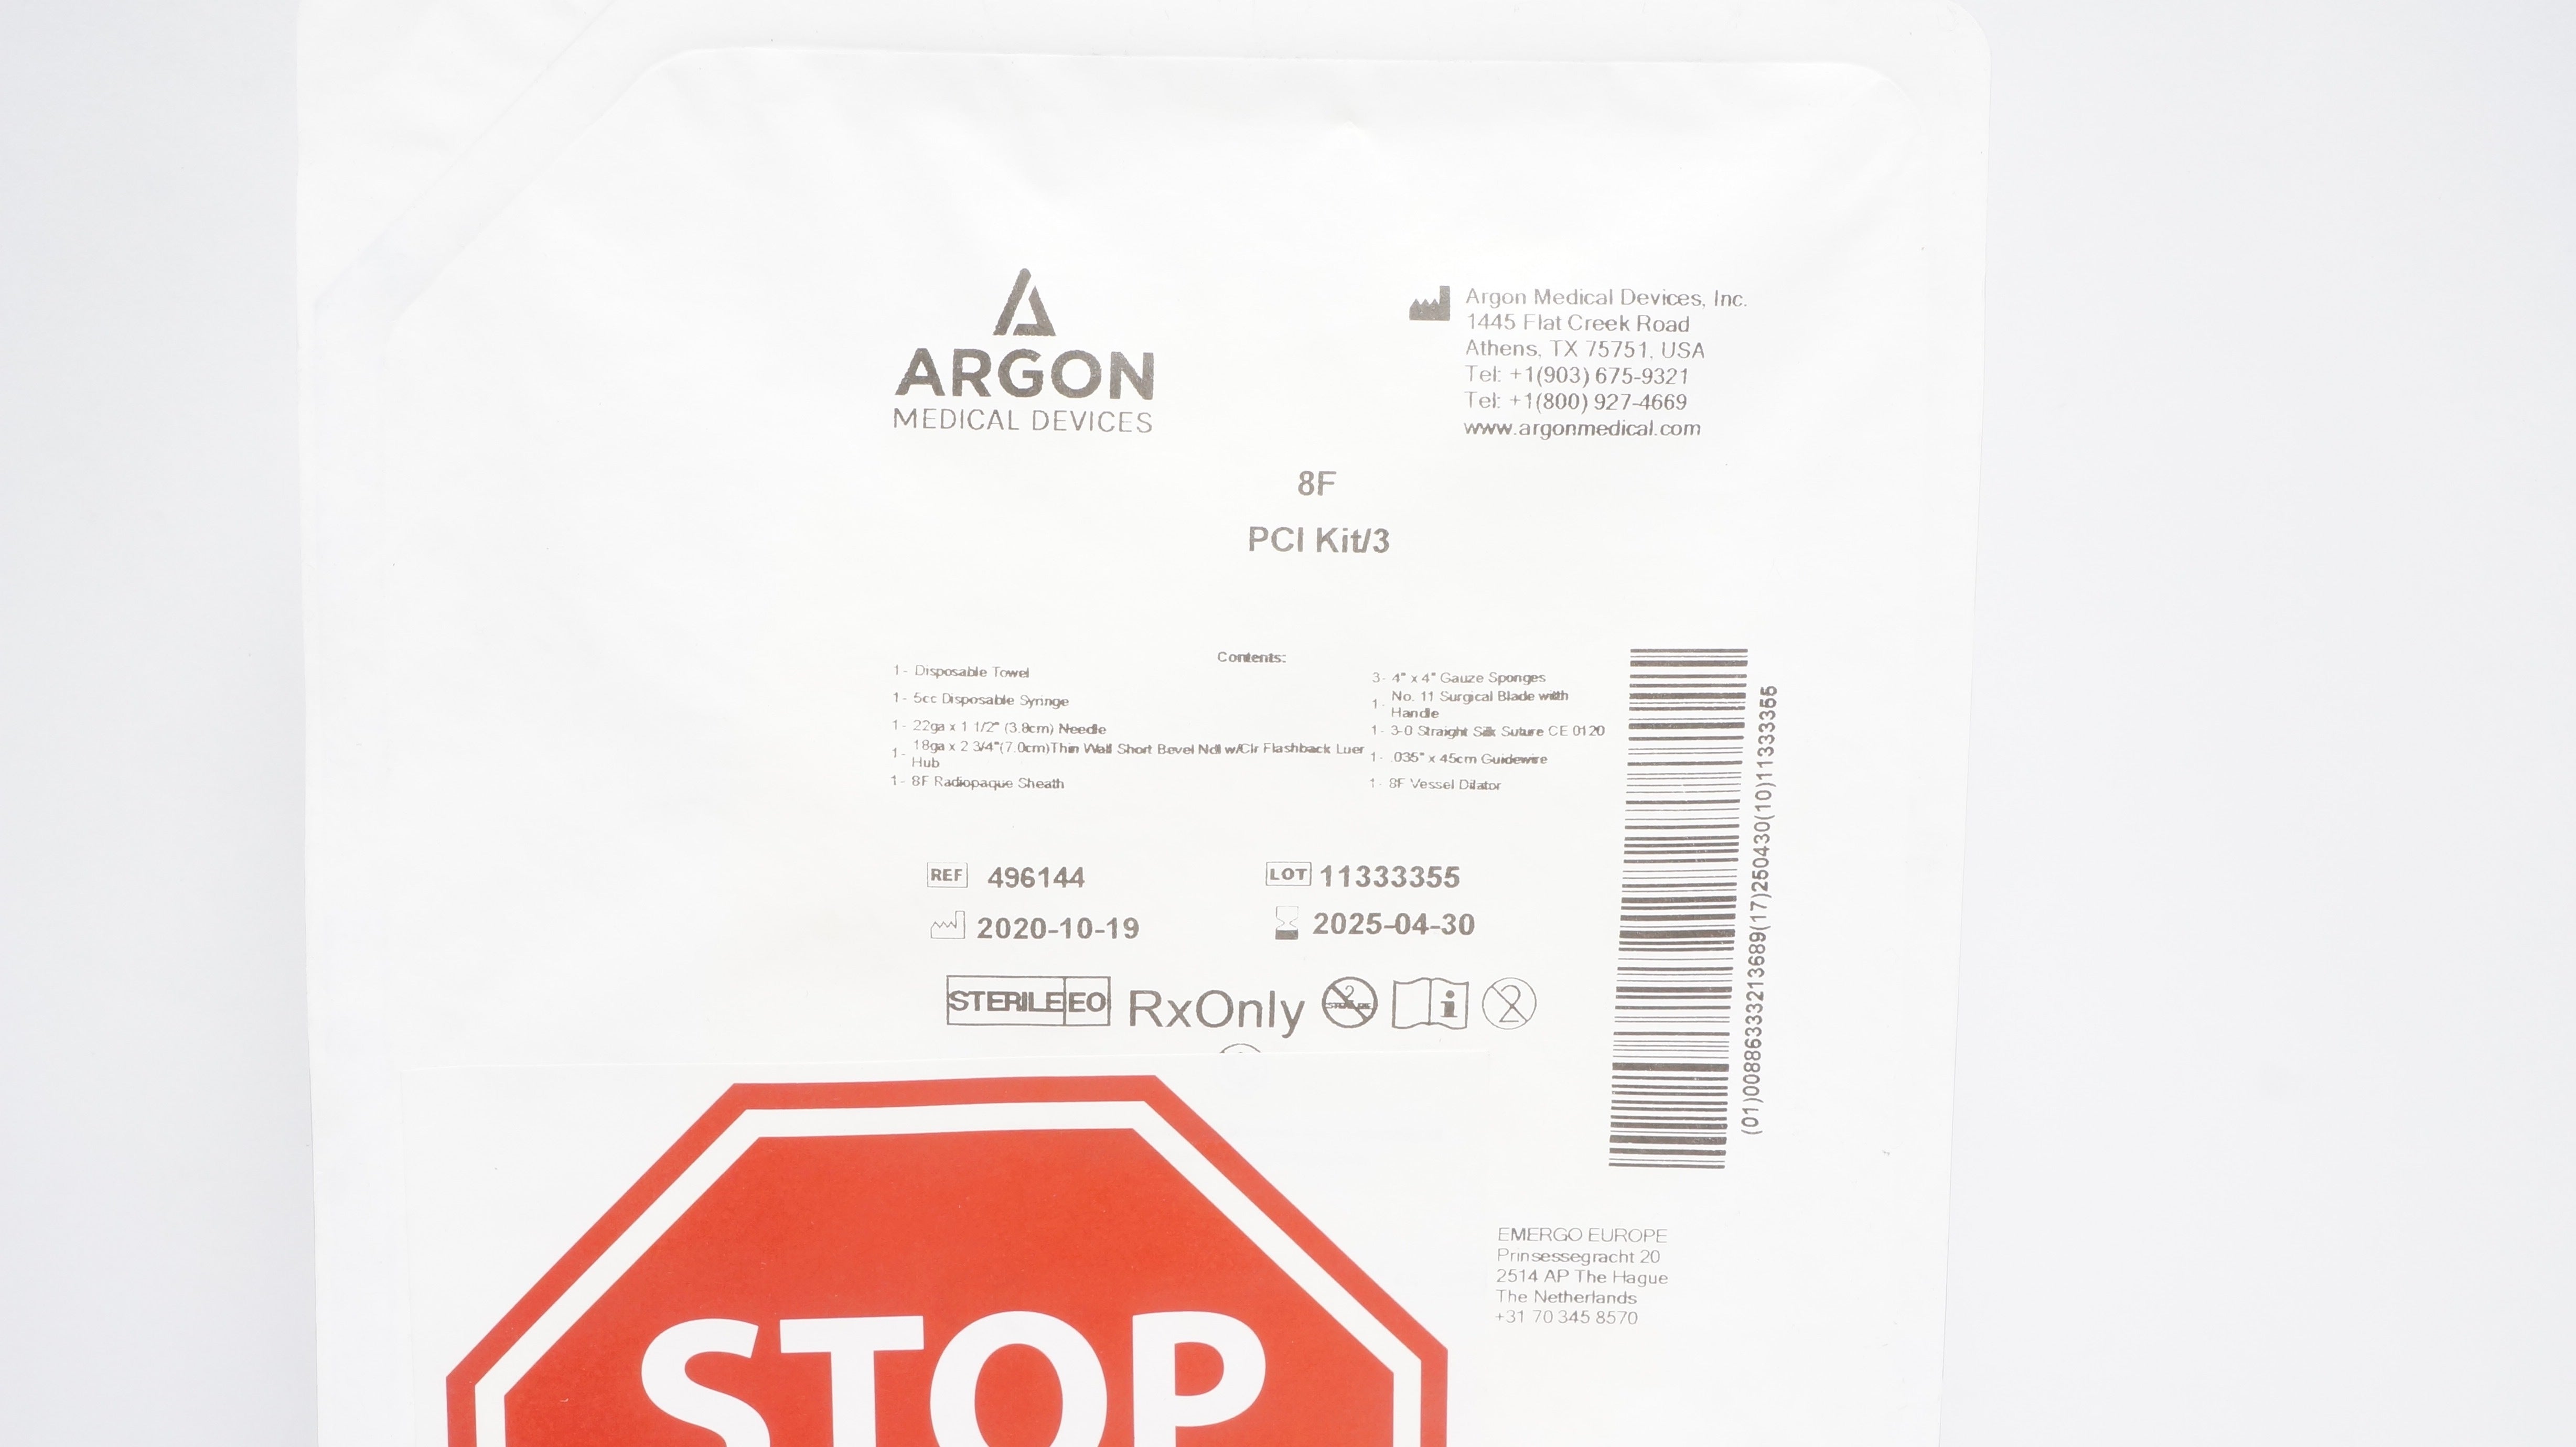 ARGON
MEDICAL DEVICES
Argon Medical Devices, Inc.
1445 Flat Creek Road
Athens, TX 75751, USA
Tel: +1(903) 675-9321
Tel: +1(800) 927-4669
www.argonmedical.com
8F
PCI Kit/3
Contents:
1- Disposable Towel
1- 5cc Disposable Syringe
1- 22ga x 1 1/2" (3.8cm) Needle
1- 18ga x 2 3/4"(7.0cm)Thin Wall Short Bevel Ndl w/Clr Flashback Luer
Hub
1- 8F Radiopaque Sheath
3- 4" x 4" Gauze Sponges
1- No. 11 Surgical Blade with
Handle
1- 3-0 Straight Silk Suture CE 0120
1- .035" x 45cm Guidewire
1- 8F Vessel Dilator
REF 496144
LOT 11333355
2020-10-19
2025-04-30
STERILE EO RxOnly 2 i 2
(01)00886333213689(17)250430(10)11333355
STOP
EMERGO EUROPE
Prinsessegracht 20
2514 AP The Hague
The Netherlands
+31 70 345 8570